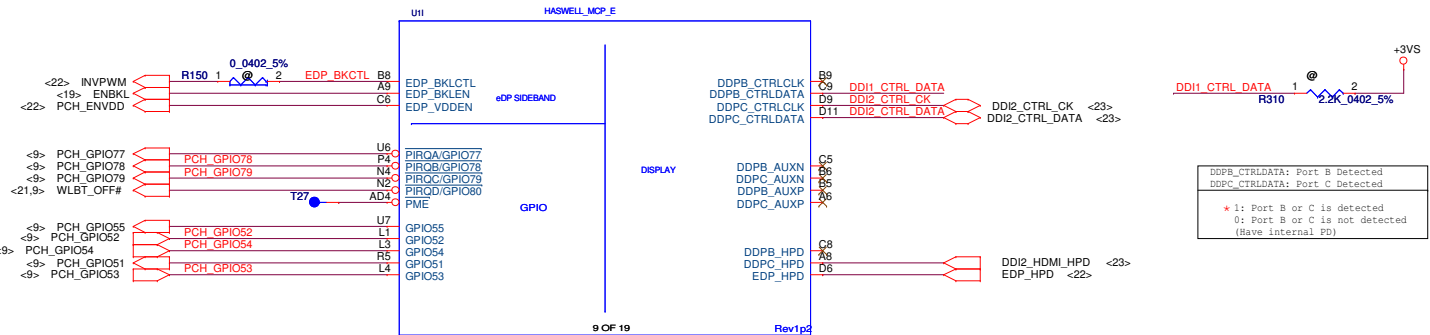 U1I HASWELL_MCP_E
+3VS
0_0402_5%
<22> INVPWM R150 1 @ 2 EDP_BKCTL B8 EDP_BKLCTL DDPB_CTRLCLK B9
<19> ENBKL A9 EDP_BKLEN eDP SIDEBAND DDPB_CTRLDATA C9 DDI1_CTRL_DATA
<22> PCH_ENVDD C6 EDP_VDDEN DDPC_CTRLCLK D9 DDI2_CTRL_CK DDI2_CTRL_CK <23>
DDPC_CTRLDATA D11 DDI2_CTRL_DATA DDI2_CTRL_DATA <23>
DDI1_CTRL_DATA 1 @ 2
R310 2.2K_0402_5%
<9> PCH_GPIO77 U6 PIRQA/GPIO77
<9> PCH_GPIO78 PCH_GPIO78 P4 PIRQB/GPIO78 DISPLAY DDPB_AUXN C5
<9> PCH_GPIO79 PCH_GPIO79 N4 PIRQC/GPIO79 DDPC_AUXN B6
<21,9> WLBT_OFF# N2 PIRQD/GPIO80 DDPB_AUXP B5
T27 AD4 PME GPIO DDPC_AUXP A6
DDPB_CTRLDATA: Port B Detected
DDPC_CTRLDATA: Port C Detected
* 1: Port B or C is detected
0: Port B or C is not detected
(Have internal PD)
<9> PCH_GPIO55 U7 GPIO55
<9> PCH_GPIO52 PCH_GPIO52 L1 GPIO52
<9> PCH_GPIO54 PCH_GPIO54 L3 GPIO54 DDPB_HPD C8
<9> PCH_GPIO51 R5 GPIO51 DDPC_HPD A8 DDI2_HDMI_HPD <23>
<9> PCH_GPIO53 PCH_GPIO53 L4 GPIO53 EDP_HPD D6 EDP_HPD <22>
9 OF 19 Rev1p2